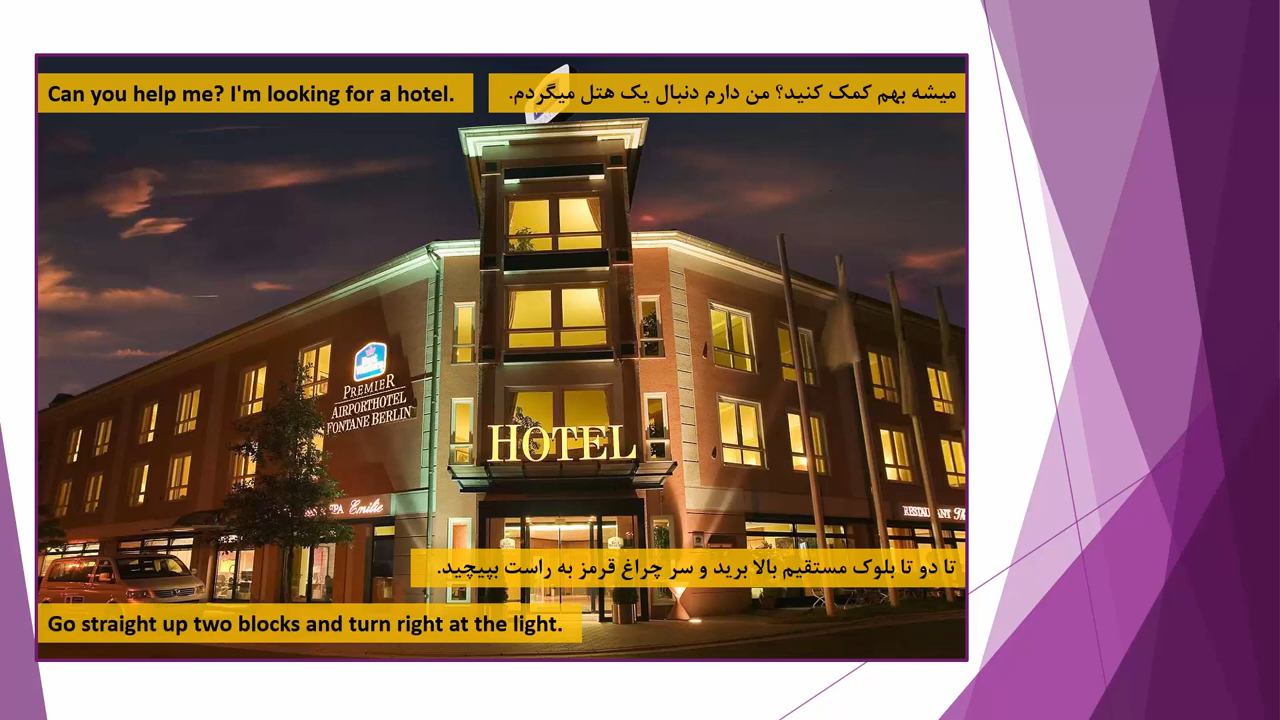 Can you help me? I'm looking for a hotel.
میشه بهم کمک کنید؟ من دارم دنبال یک هتل میگردم.
PREMIER
AIRPORTHOTEL
FONTANE BERLIN
HOTEL
Emilie
RESTAURANT
تا دو تا بلوک مستقیم بالا برید و سر چراغ قرمز به راست بپیچید.
Go straight up two blocks and turn right at the light.